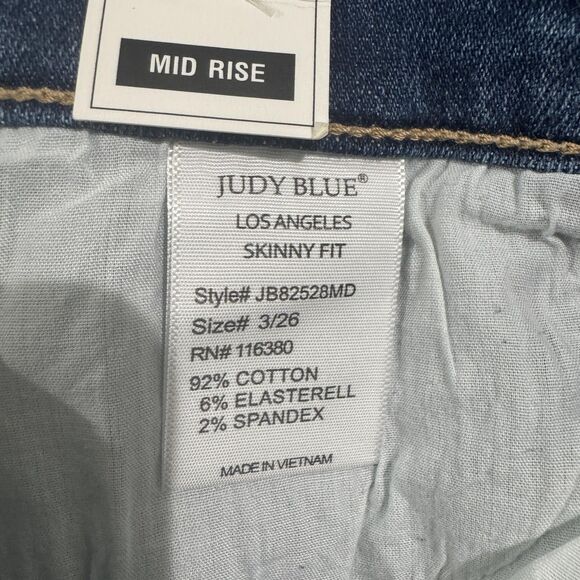 MID RISE
JUDY BLUE®
LOS ANGELES
SKINNY FIT
Style# JB82528MD
Size# 3/26
RN# 116380
92% COTTON
6% ELASTERELL
2% SPANDEX
MADE IN VIETNAM